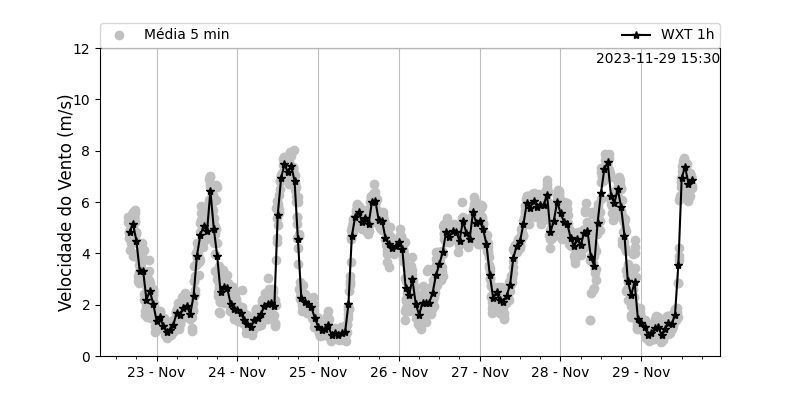 Média 5 min
WXT 1h
2023-11-29 15:30
Velocidade do Vento (m/s)
12
10
8
6
4
2
0
23 - Nov
24 - Nov
25 - Nov
26 - Nov
27 - Nov
28 - Nov
29 - Nov